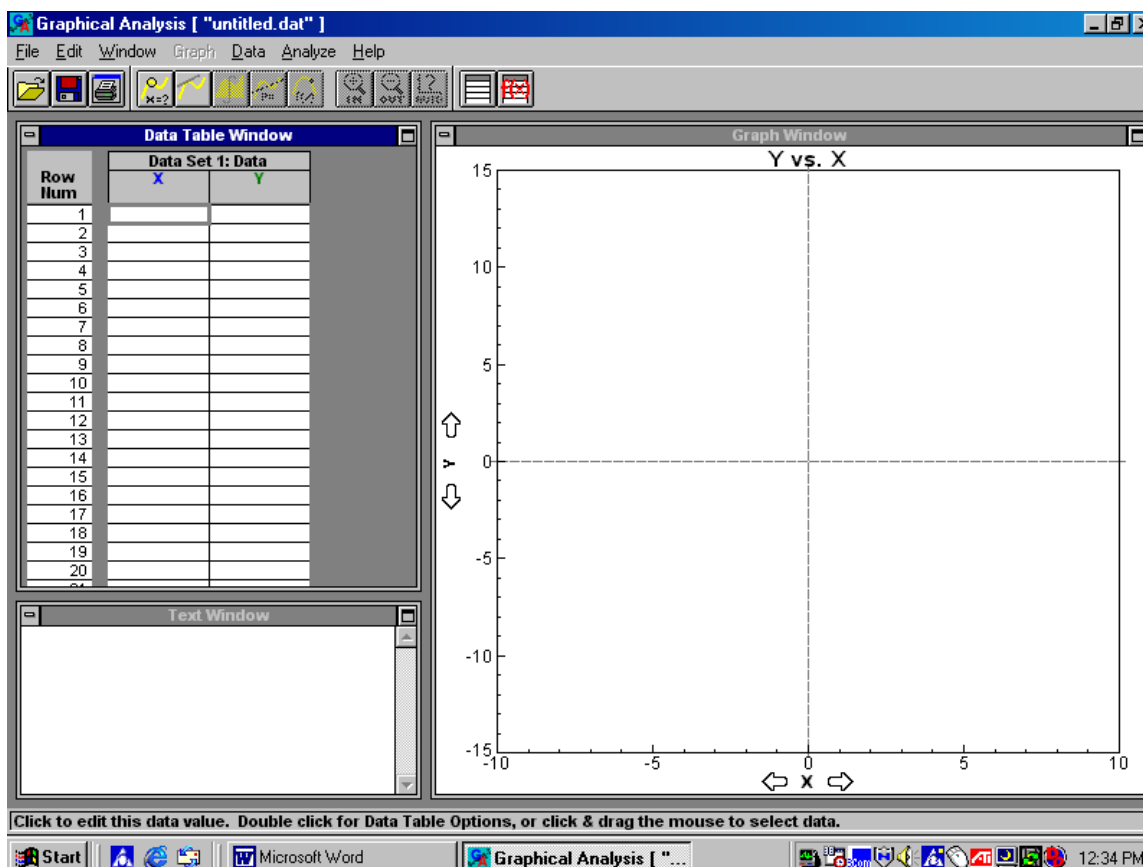 Graphical Analysis [ "untitled.dat" ]
File Edit Window Graph Data Analyze Help
X=?
IN OUT
Data Table Window
Data Set 1: Data
Row Num X Y
1
2
3
4
5
6
7
8
9
10
11
12
13
14
15
16
17
18
19
20
21
Text Window
Graph Window
Y vs. X
15
10
5
0
-5
-10
-15
Y
-10 -5 0 5 10
X
Click to edit this data value. Double click for Data Table Options, or click & drag the mouse to select data.
Start Microsoft Word Graphical Analysis [ "... 12:34 PM